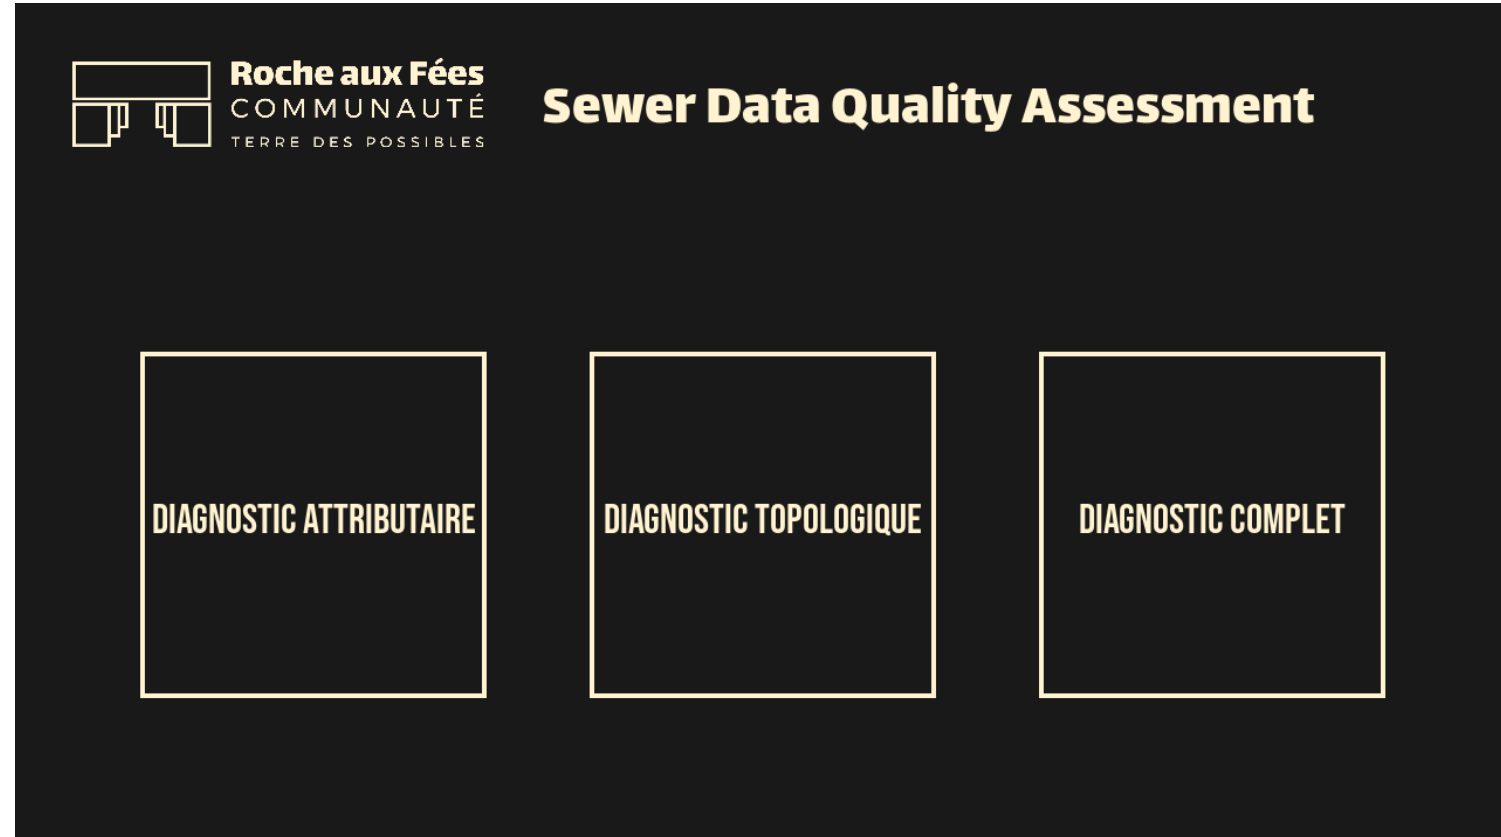 Roche aux Fées
COMMUNAUTÉ
TERRE DES POSSIBLES
Sewer Data Quality Assessment
DIAGNOSTIC ATTRIBUTAIRE
DIAGNOSTIC TOPOLOGIQUE
DIAGNOSTIC COMPLET